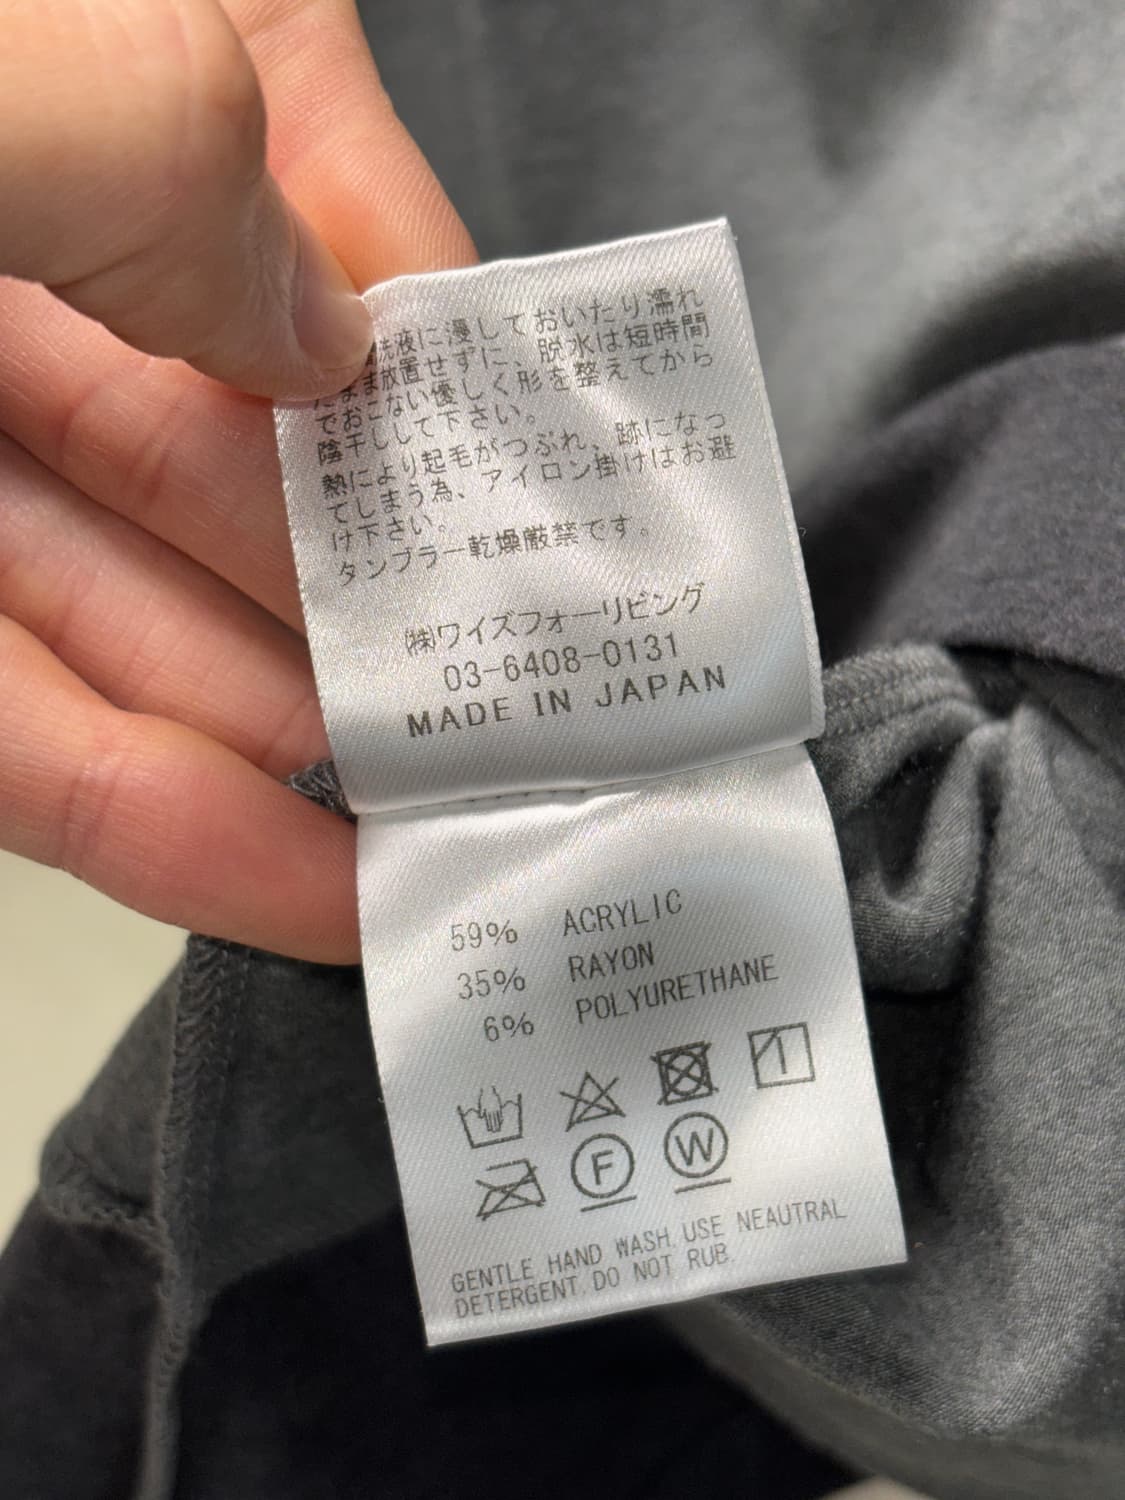 洗液に浸しておいたり濡れ
まま放置せずに、脱水は短時間
でおこない優しく形を整えてから
陰干しして下さい。
熱により起毛がつぶれ、跡になっ
てしまう為、アイロン掛けはお避
け下さい。
タンブラー乾燥厳禁です。
㈱ワイズフォーリビング
03-6408-0131
MADE IN JAPAN
59% ACRYLIC
35% RAYON
6% POLYURETHANE
F W
GENTLE HAND WASH. USE NEAUTRAL
DETERGENT. DO NOT RUB.